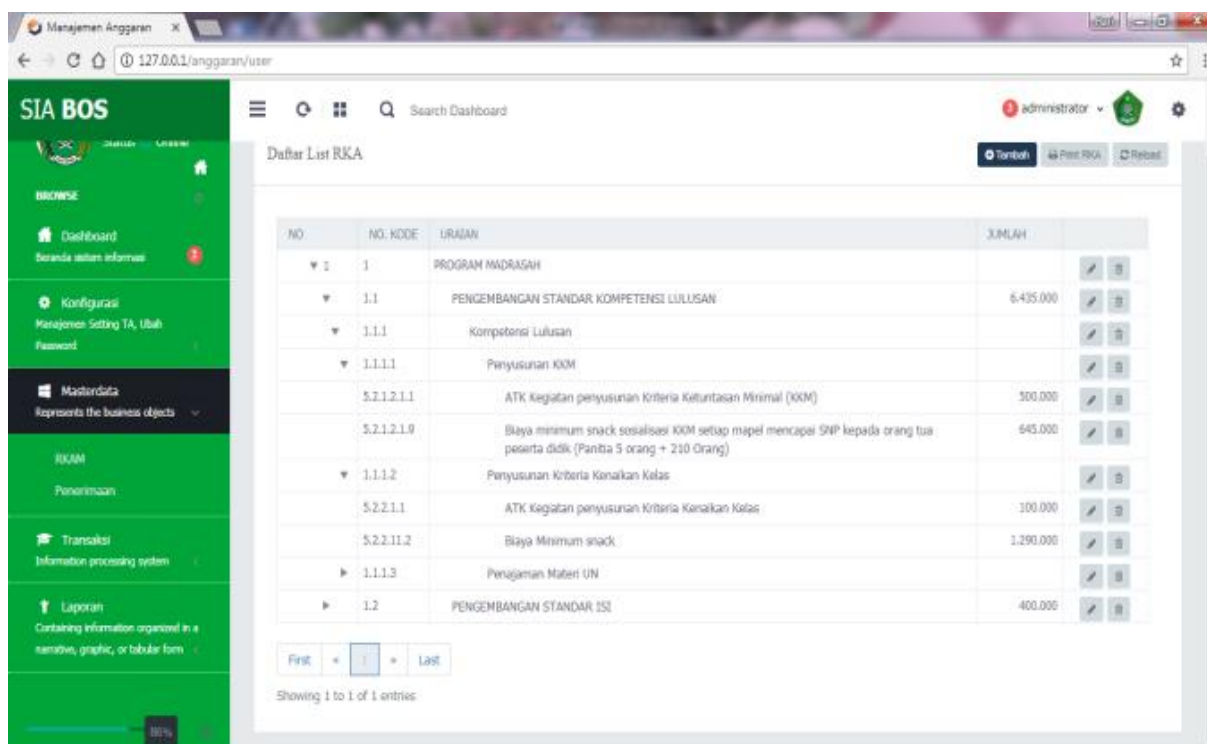 Manajemen Anggaran
127.0.0.1/anggaran/user
SIA BOS
Search Dashboard
3 administrator
Status Online
Daftar List RKA
Tambah Print RKA Reload
BROWSE
Dashboard
Beranda sistem informasi
Konfigurasi
Manajemen Setting TA, Ubah
Password
Masterdata
Represents the business objects
RKAM
Penerimaan
Transaksi
Information processing system
Laporan
Containing information organized in a
narrative, graphic, or tabular form
NO NO. KODE URAIAN JUMLAH
1 1 PROGRAM MADRASAH
1.1 PENGEMBANGAN STANDAR KOMPETENSI LULUSAN 6.435.000
1.1.1 Kompetensi Lulusan
1.1.1.1 Penyusunan KKM
5.2.1.2.1.1 ATK Kegiatan penyusunan Kriteria Ketuntasan Minimal (KKM) 500.000
5.2.1.2.1.9 Biaya minimum snack sosialisasi KKM setiap mapel mencapai SNP kepada orang tua 645.000
peserta didik (Panitia 5 orang + 210 Orang)
1.1.1.2 Penyusunan Kriteria Kenaikan Kelas
5.2.2.1.1 ATK Kegiatan penyusunan Kriteria Kenaikan Kelas 100.000
5.2.2.11.2 Biaya Minimum snack 1.290.000
1.1.1.3 Penajaman Materi UN
1.2 PENGEMBANGAN STANDAR ISI 400.000
First « 1 » Last
Showing 1 to 1 of 1 entries